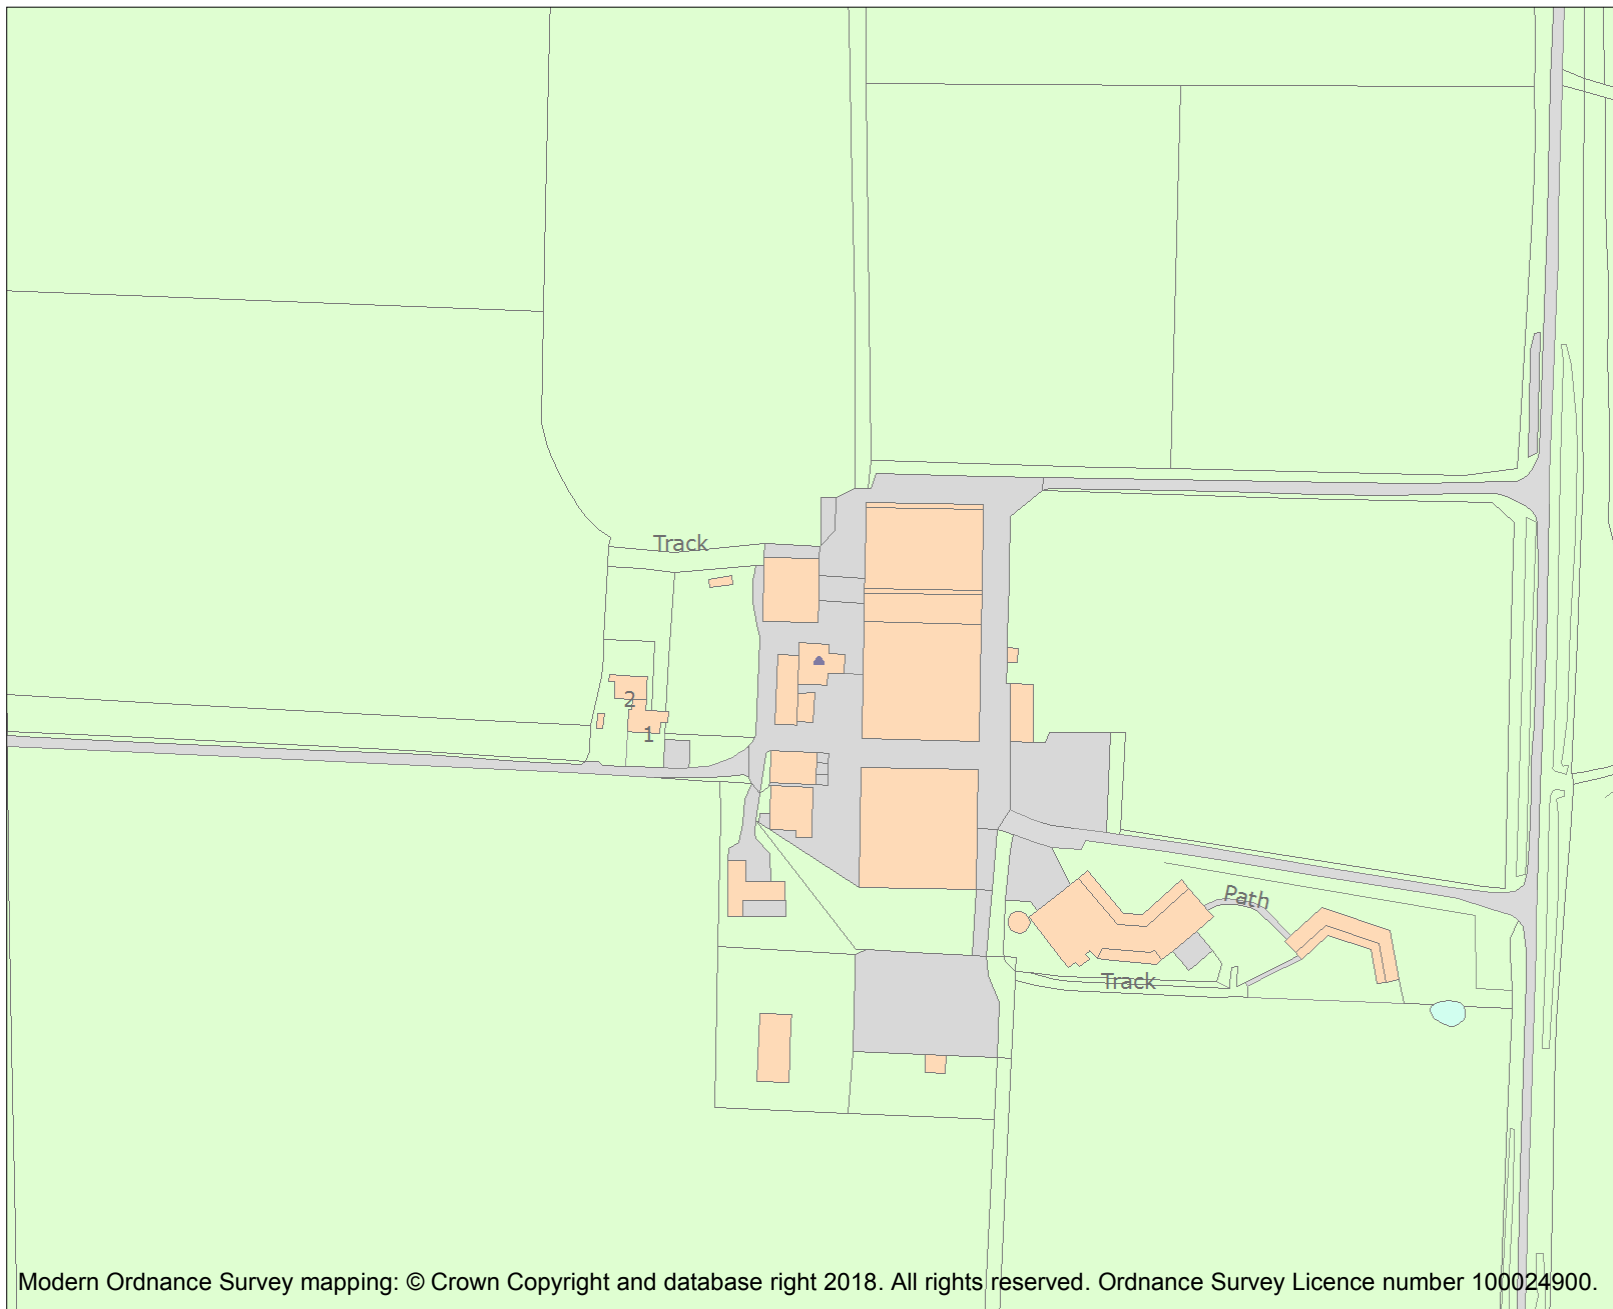 Track
2
1
Path
Track
Modern Ordnance Survey mapping: © Crown Copyright and database right 2018. All rights reserved. Ordnance Survey Licence number 100024900.